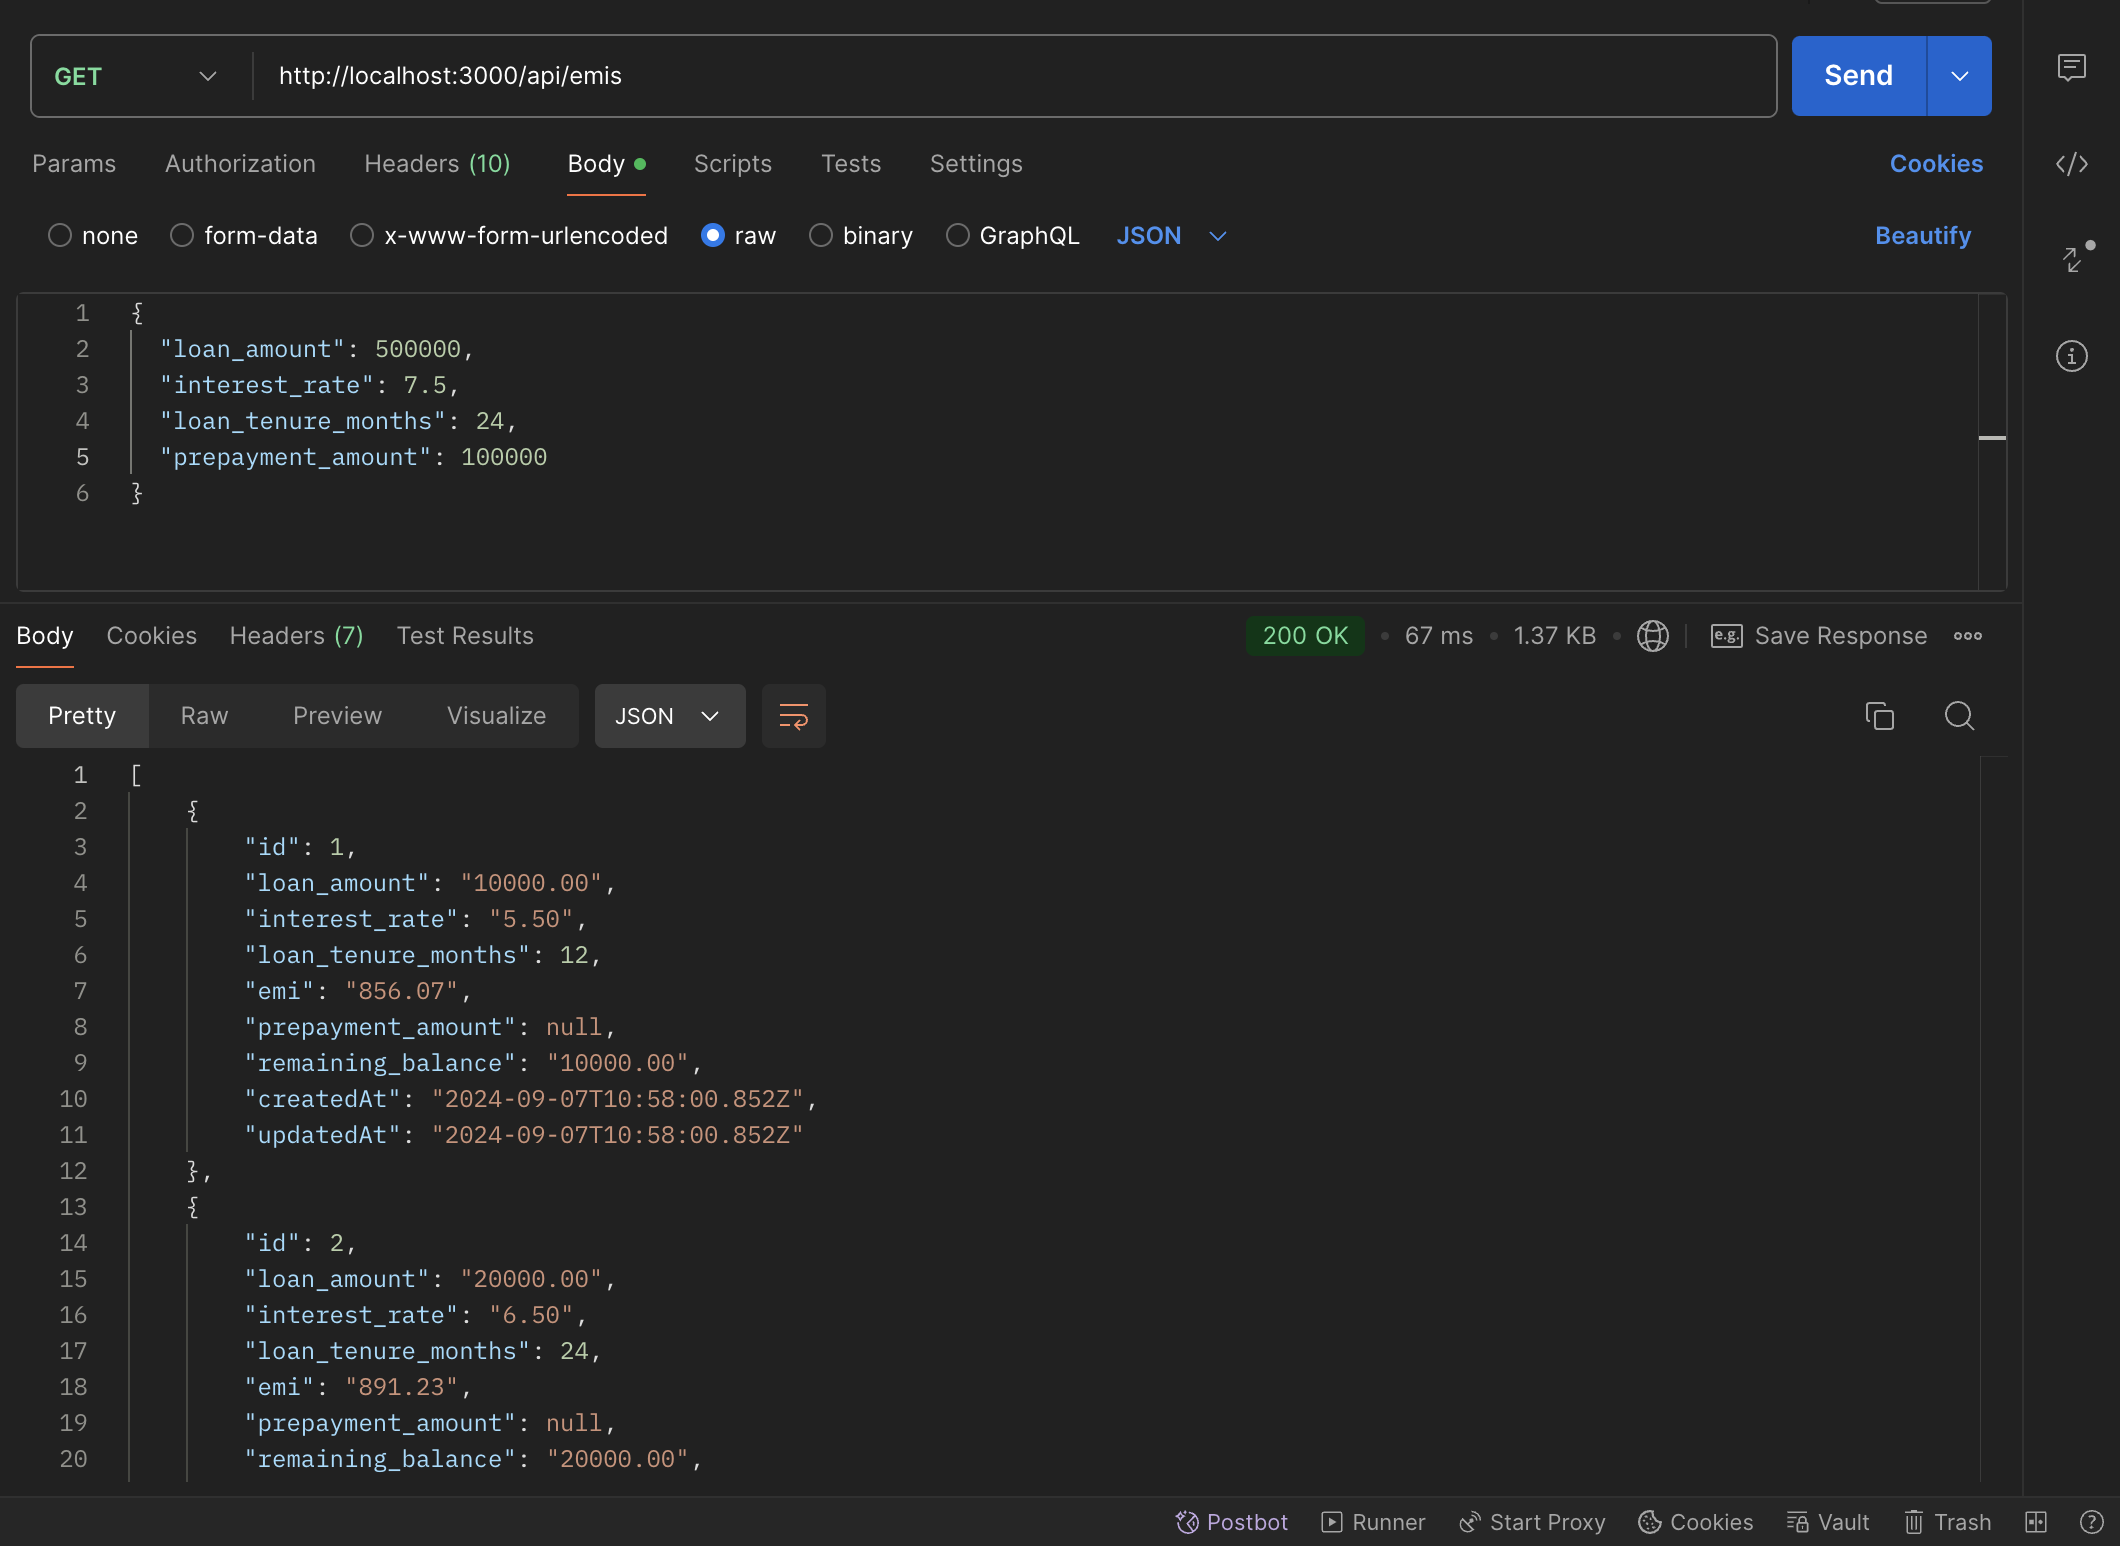 GET http://localhost:3000/api/emis Send
Params Authorization Headers (10) Body Scripts Tests Settings Cookies
none form-data x-www-form-urlencoded raw binary GraphQL JSON Beautify
1 {
2 "loan_amount": 500000,
3 "interest_rate": 7.5,
4 "loan_tenure_months": 24,
5 "prepayment_amount": 100000
6 }
Body Cookies Headers (7) Test Results 200 OK 67 ms 1.37 KB e.g. Save Response
Pretty Raw Preview Visualize JSON
1 [
2 {
3 "id": 1,
4 "loan_amount": "10000.00",
5 "interest_rate": "5.50",
6 "loan_tenure_months": 12,
7 "emi": "856.07",
8 "prepayment_amount": null,
9 "remaining_balance": "10000.00",
10 "createdAt": "2024-09-07T10:58:00.852Z",
11 "updatedAt": "2024-09-07T10:58:00.852Z"
12 },
13 {
14 "id": 2,
15 "loan_amount": "20000.00",
16 "interest_rate": "6.50",
17 "loan_tenure_months": 24,
18 "emi": "891.23",
19 "prepayment_amount": null,
20 "remaining_balance": "20000.00",
Postbot Runner Start Proxy Cookies Vault Trash